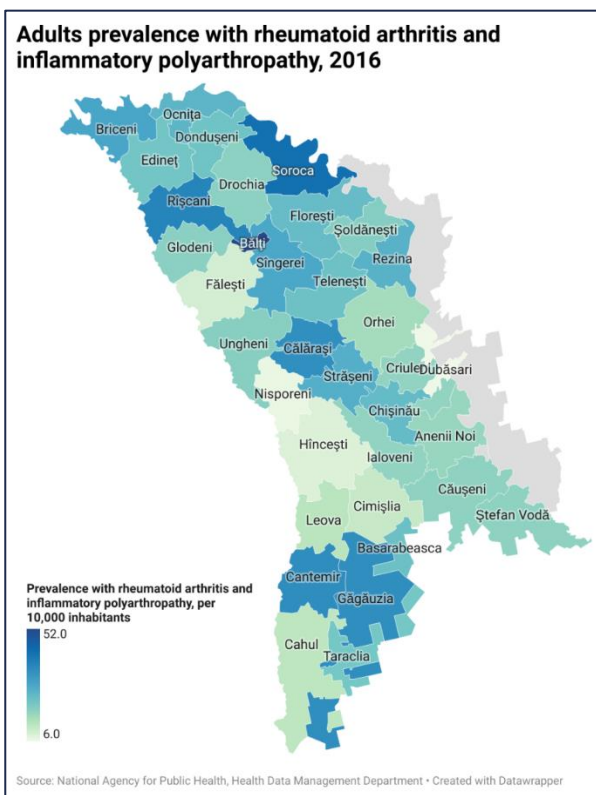 Adults prevalence with rheumatoid arthritis and
inflammatory polyarthropathy, 2016
Ocnița
Briceni
Dondușeni
Edineț
Soroca
Drochia
Rîșcani
Florești
Șoldănești
Bălți
Glodeni
Sîngerei
Rezina
Telenești
Fălești
Orhei
Ungheni
Călărași
Criule
Dubăsari
Strășeni
Nisporeni
Chișinău
Anenii Noi
Hîncești
Ialoveni
Căușeni
Cimișlia
Leova
Ștefan Vodă
Basarabeasca
Cantemir
Găgăuzia
Prevalence with rheumatoid arthritis and
inflammatory polyarthropathy, per
10,000 inhabitants
52.0
6.0
Cahul
Taraclia
Source: National Agency for Public Health, Health Data Management Department • Created with Datawrapper